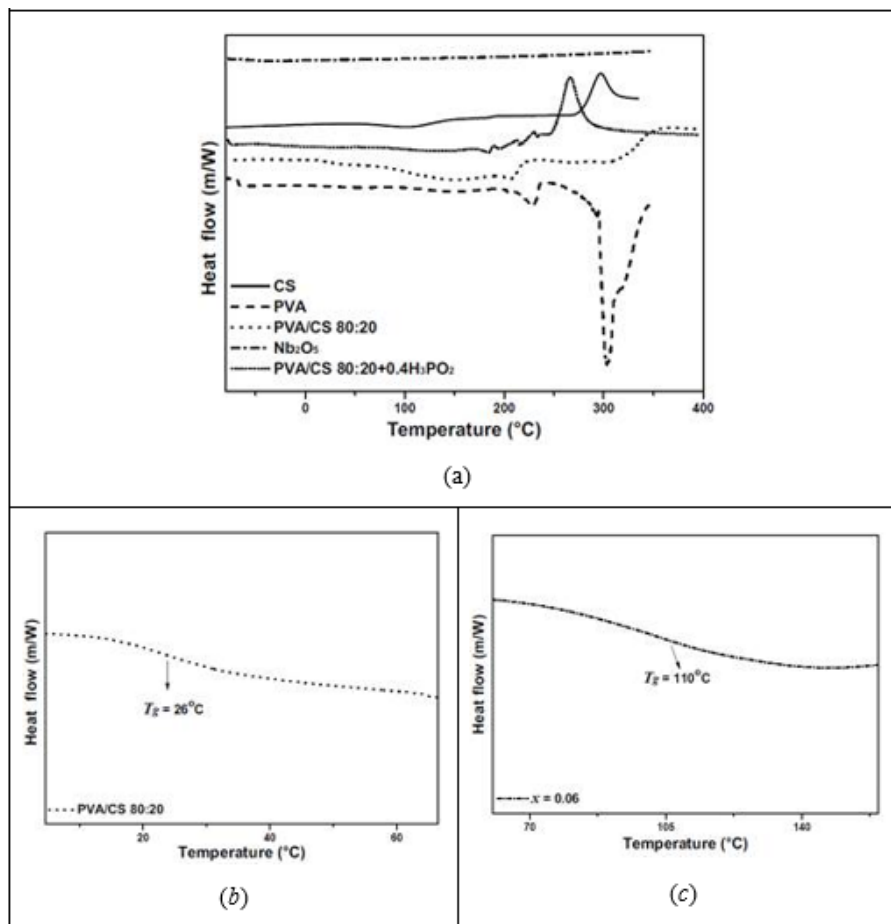 Heat flow (m/W)
CS
PVA
PVA/CS 80:20
Nb₂O₅
PVA/CS 80:20+0.4H₃PO₂
0 100 200 300 400
Temperature (°C)
(a)
Heat flow (m/W)
Tg = 26°C
PVA/CS 80:20
20 40 60
Temperature (°C)
(b)
Heat flow (m/W)
Tg = 110°C
x = 0.06
70 105 140
Temperature (°C)
(c)